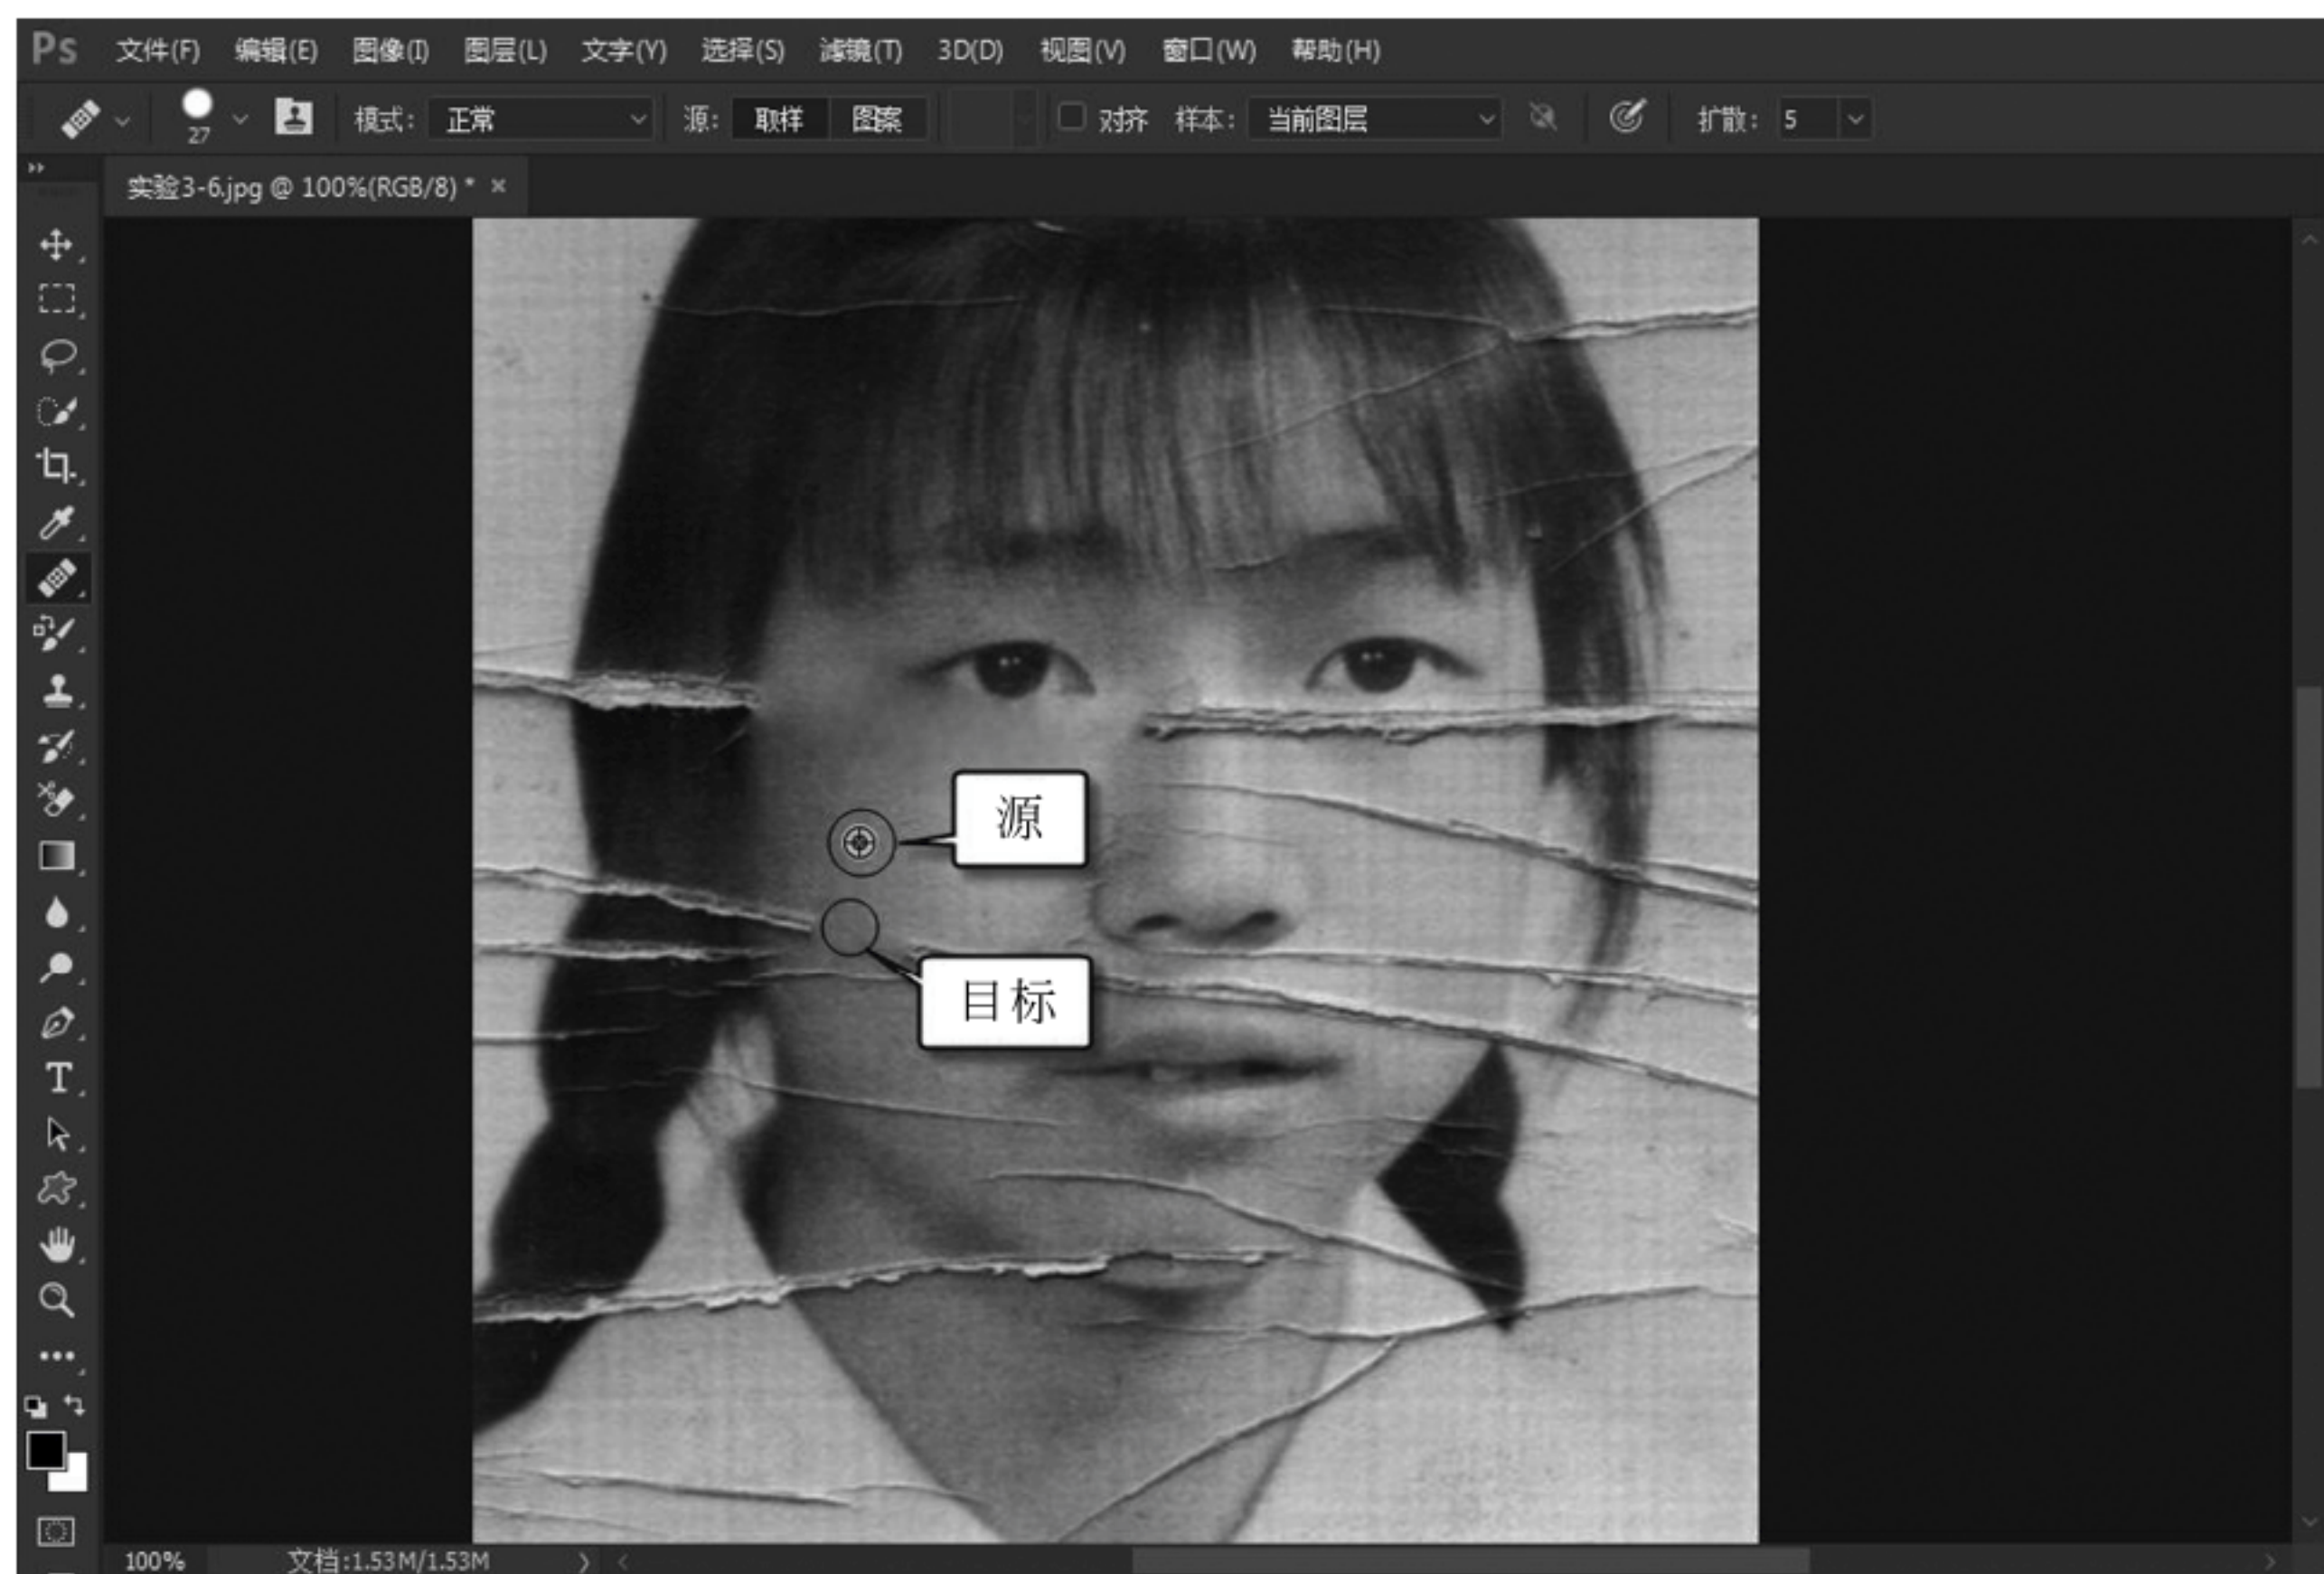 Ps 文件(F) 编辑(E) 图像(I) 图层(L) 文字(Y) 选择(S) 滤镜(T) 3D(D) 视图(V) 窗口(W) 帮助(H)
27 模式: 正常 源: 取样 图案 对齐 样本: 当前图层 扩散: 5
实验3-6.jpg @ 100%(RGB/8) * ×
源
目标
100% 文档:1.53M/1.53M